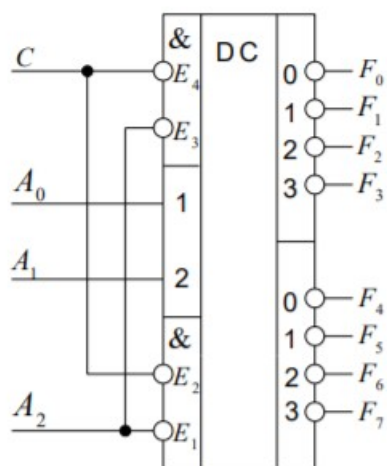 & DC
C E₄ 0 F₀
E₃ 1 F₁
2 F₂
3 F₃
A₀ 1
A₁ 2
0 F₄
& 1 F₅
E₂ 2 F₆
A₂ E₁ 3 F₇